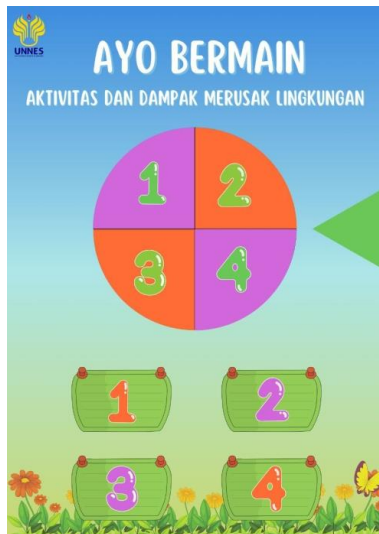 UNNES
AYO BERMAIN
AKTIVITAS DAN DAMPAK MERUSAK LINGKUNGAN
1 2
3 4
1 2
3 4